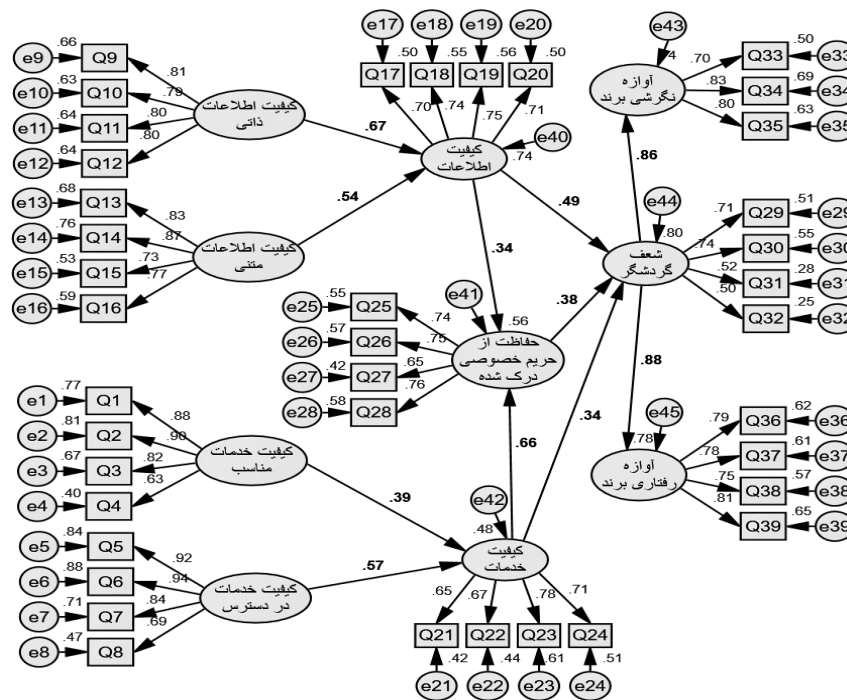 e17 e18 e19 e20
.50 .55 .56 .50
Q17 Q18 Q19 Q20
.70 .74 .75 .71
e9 .66 Q9 .81
e10 .63 Q10 .79
e11 .64 Q11 .80
e12 .64 Q12 .80
کیفیت اطلاعات
ذاتی
.67
e13 .68 Q13 .83
e14 .76 Q14 .87
e15 .53 Q15 .73
e16 .59 Q16 .77
کیفیت اطلاعات
متنی
.54
کیفیت
اطلاعات
.74
e40
.49
.34
e43
آوازه
نگرشی برند
.70 Q33 .50 e33
.83 Q34 .69 e34
.80 Q35 .63 e35
.86
e44
.80
شعف
گردشگر
.71 Q29 .51 e29
.74 Q30 .55 e30
.52 Q31 .28 e31
.50 Q32 .25 e32
e41
.56
e25 .55 Q25 .74
e26 .57 Q26 .75
e27 .42 Q27 .65
e28 .58 Q28 .76
حفاظت از
حریم خصوصی
درک شده
.38
.34
.66
.88
e45
.78
آوازه
رفتاری برند
.79 Q36 .62 e36
.78 Q37 .61 e37
.75 Q38 .57 e38
.81 Q39 .65 e39
e1 .77 Q1 .88
e2 .81 Q2 .90
e3 .67 Q3 .82
e4 .40 Q4 .63
کیفیت خدمات
مناسب
.39
e5 .84 Q5 .92
e6 .88 Q6 .94
e7 .71 Q7 .84
e8 .47 Q8 .69
کیفیت خدمات
در دسترس
.57
e42
.48
کیفیت
خدمات
.65 .67 .78 .71
Q21 Q22 Q23 Q24
.42 .44 .61 .51
e21 e22 e23 e24